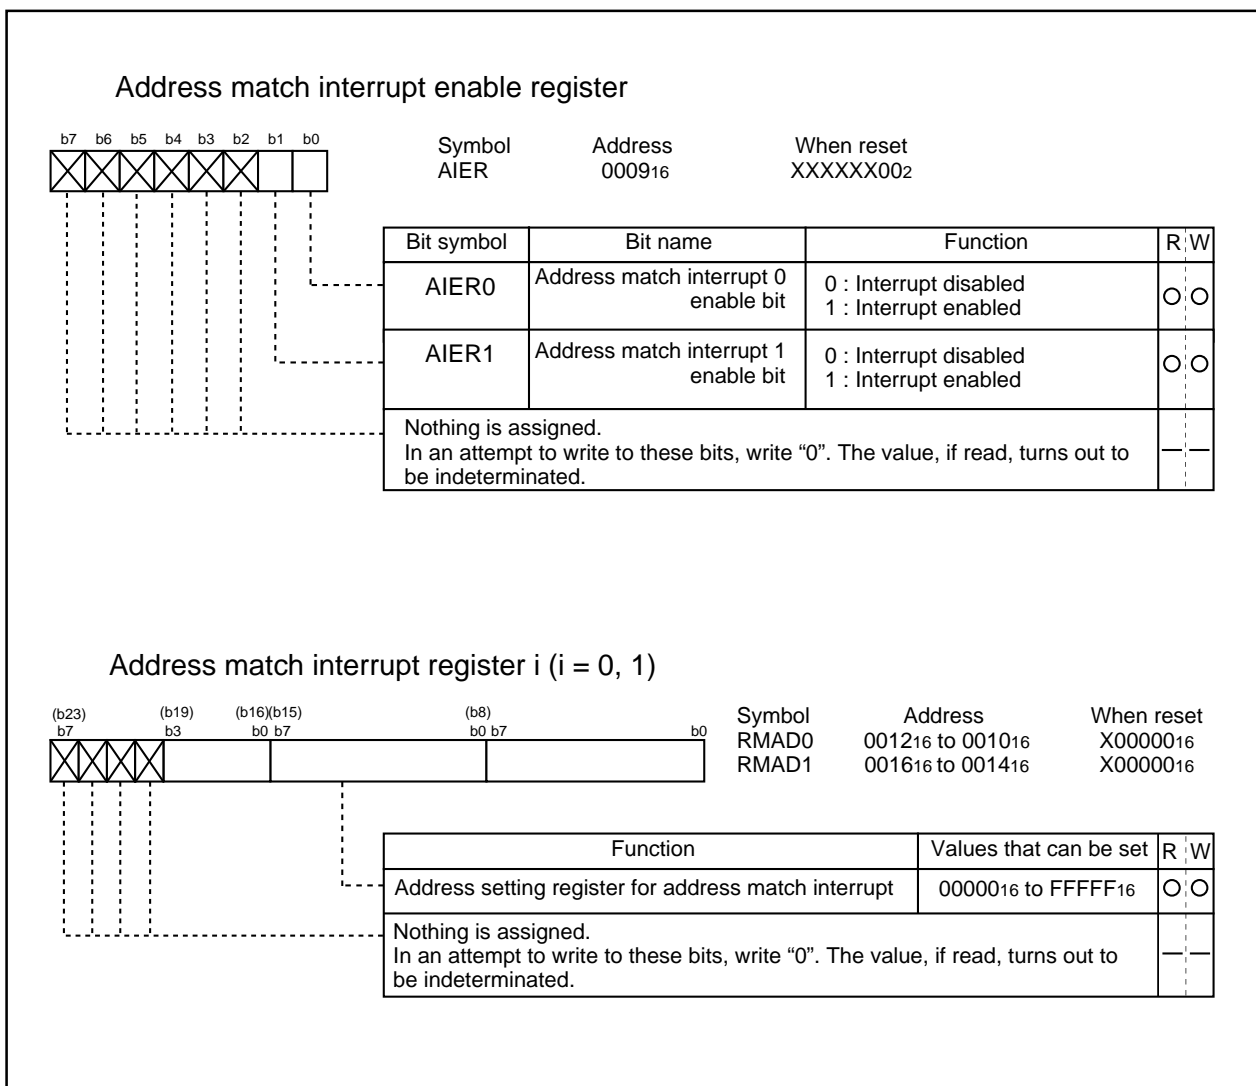 Address match interrupt enable register
b7 b6 b5 b4 b3 b2 b1 b0
Symbol Address When reset
AIER 000916 XXXXXX002
Bit symbol Bit name Function R W
AIER0 Address match interrupt 0 enable bit 0 : Interrupt disabled
1 : Interrupt enabled
AIER1 Address match interrupt 1 enable bit 0 : Interrupt disabled
1 : Interrupt enabled
Nothing is assigned.
In an attempt to write to these bits, write “0”. The value, if read, turns out to
be indeterminated.
Address match interrupt register i (i = 0, 1)
(b23) (b19) (b16)(b15) (b8)
b7 b3 b0 b7 b0 b7 b0
Symbol Address When reset
RMAD0 001216 to 001016 X0000016
RMAD1 001616 to 001416 X0000016
Function Values that can be set R W
Address setting register for address match interrupt 0000016 to FFFFF16
Nothing is assigned.
In an attempt to write to these bits, write “0”. The value, if read, turns out to
be indeterminated.